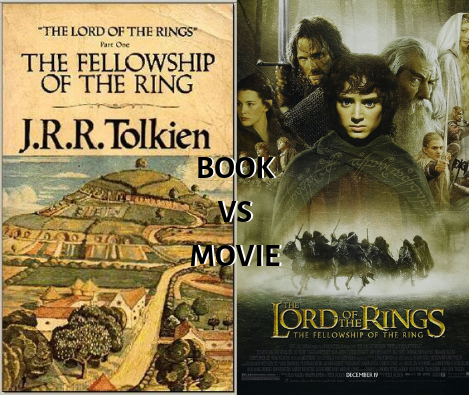 "THE LORD OF THE RINGS"
Part One
THE FELLOWSHIP
OF THE RING
J.R.R.Tolkien
BOOK
VS
MOVIE
THE
LORD OF THE RINGS
THE FELLOWSHIP OF THE RING
DECEMBER 19